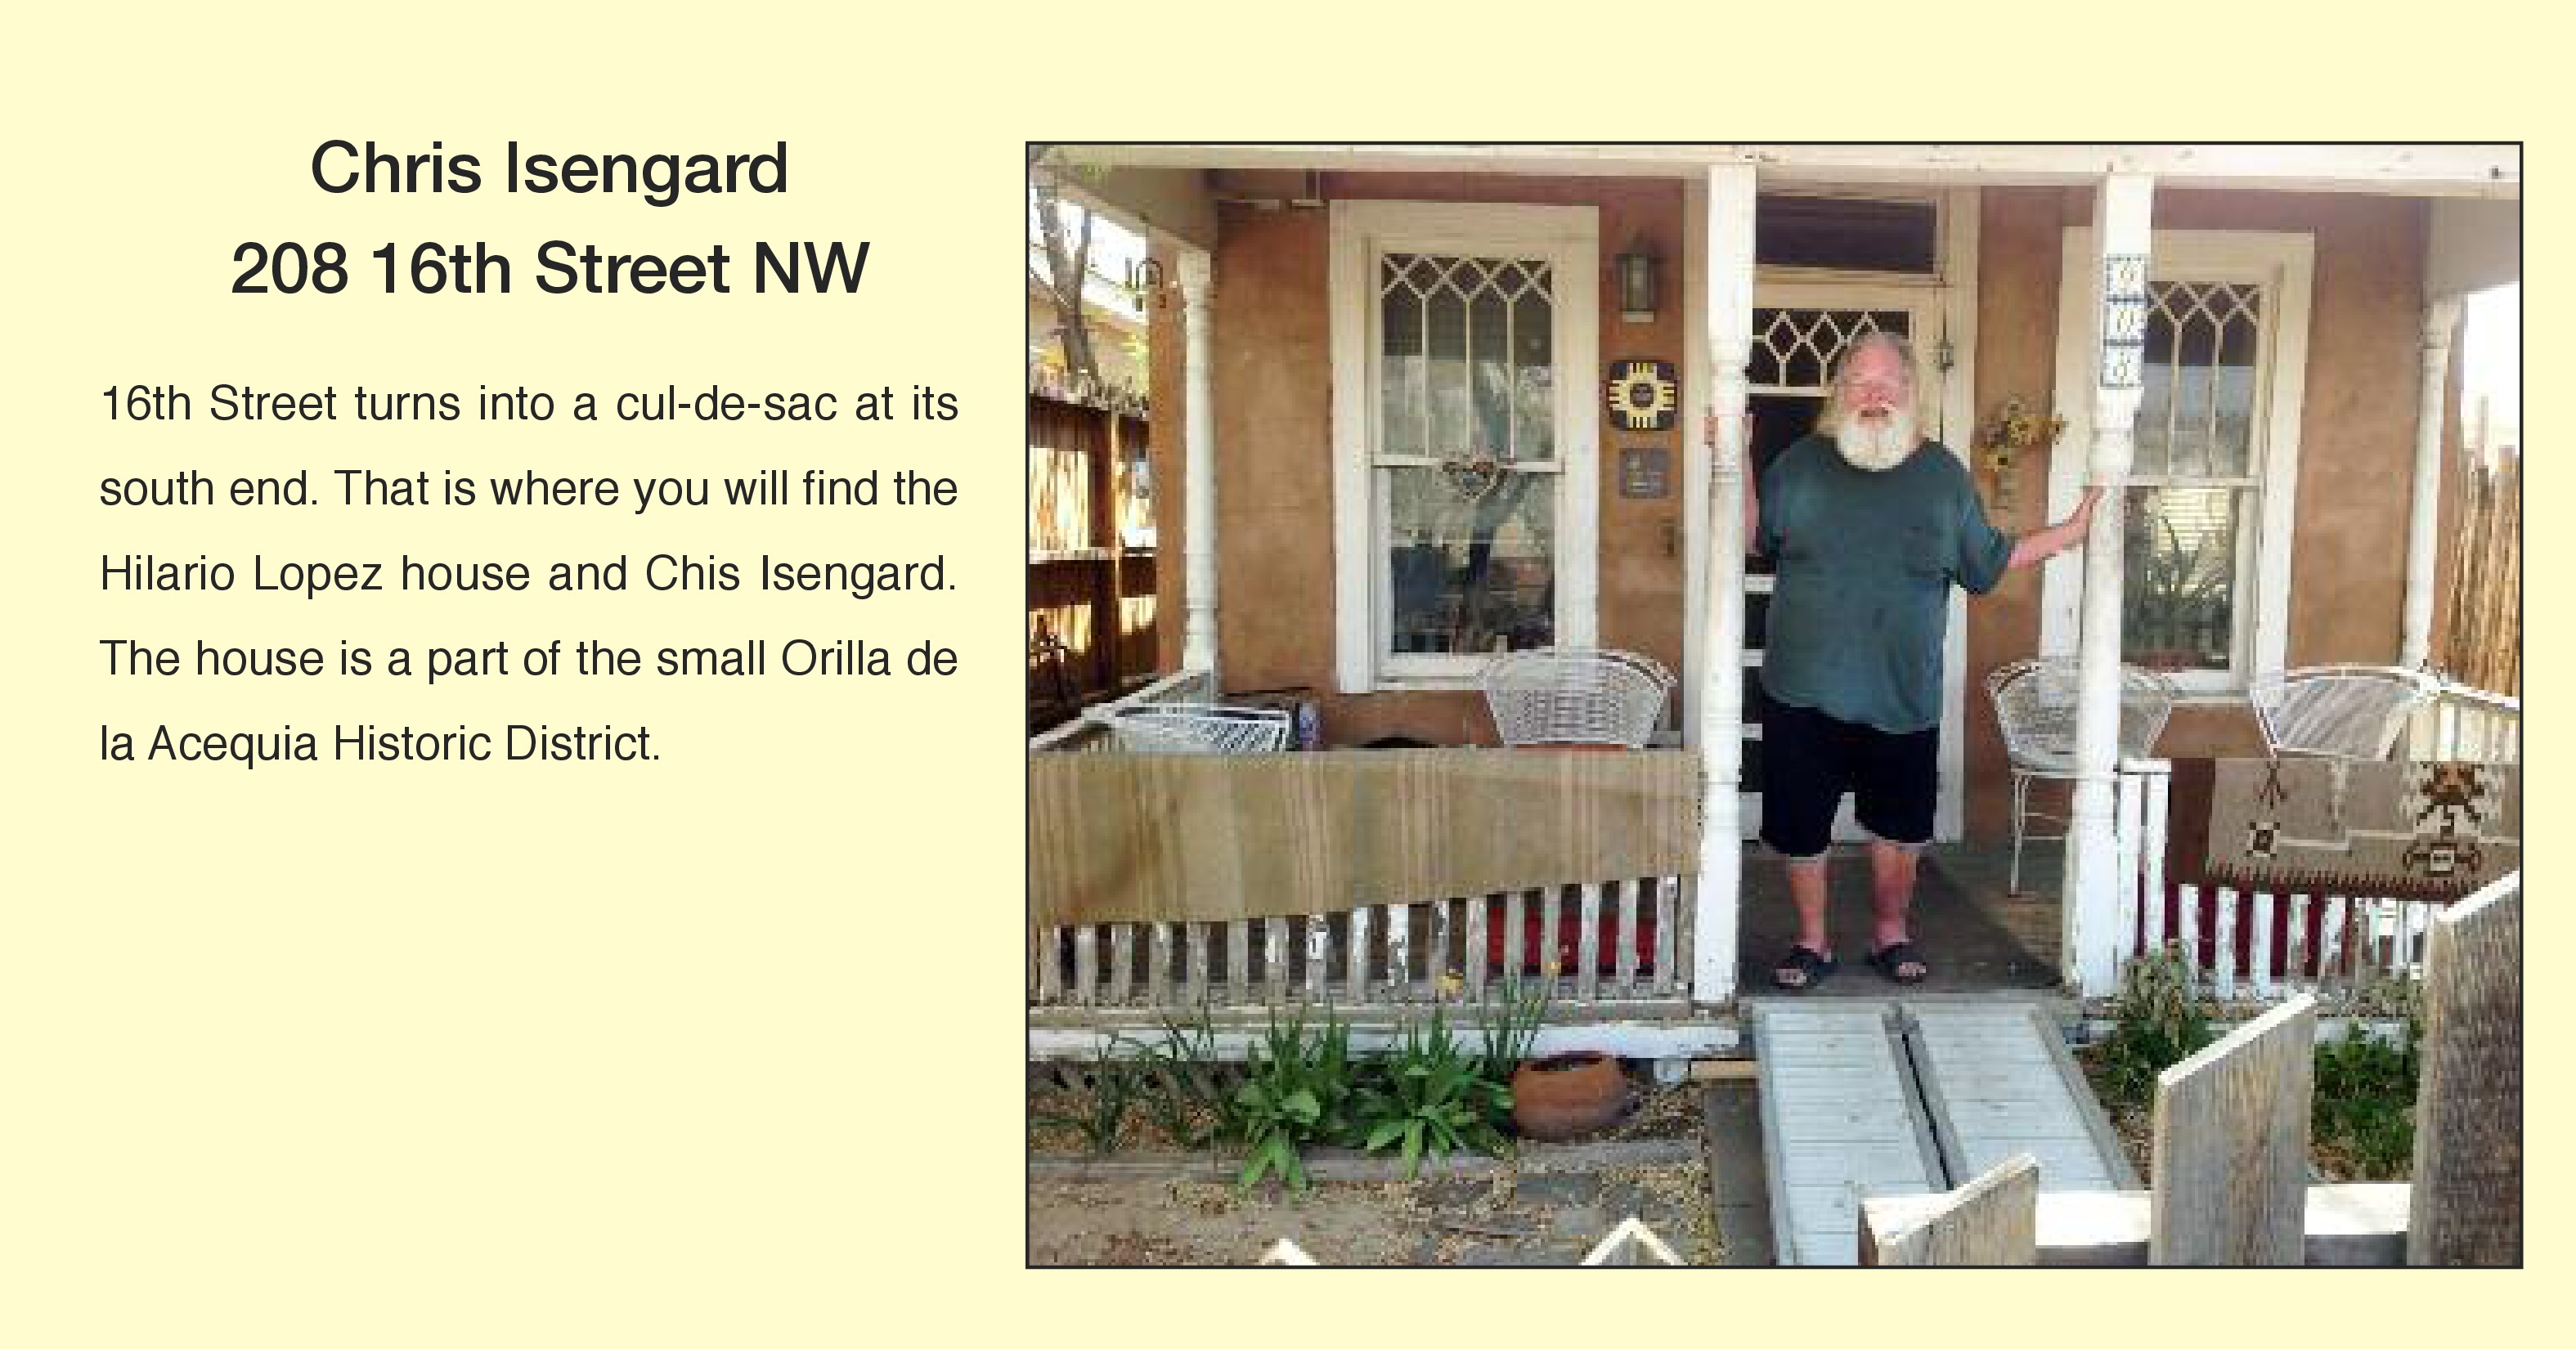 Chris Isengard
208 16th Street NW
16th Street turns into a cul-de-sac at its
south end. That is where you will find the
Hilario Lopez house and Chis Isengard.
The house is a part of the small Orilla de
la Acequia Historic District.